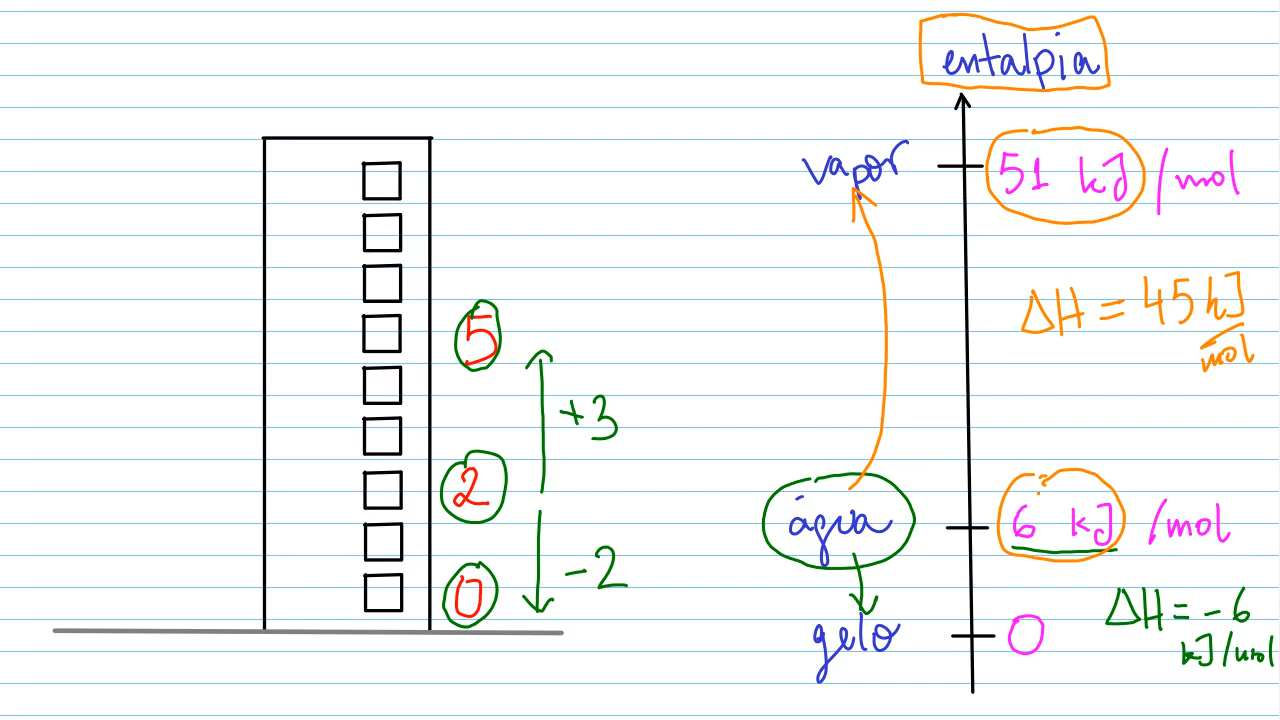 entalpia
vapor
51 kJ /mol
ΔH = 45 kJ/mol
5
+3
2
água
6 kJ /mol
-2
0
gelo
0
ΔH = -6
kJ/mol